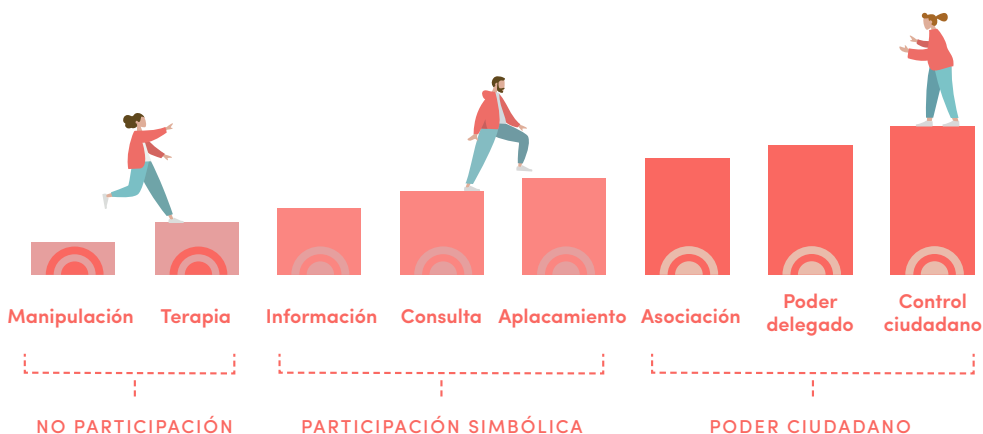 Manipulación
Terapia
Información
Consulta
Aplacamiento
Asociación
Poder
delegado
Control
ciudadano
NO PARTICIPACIÓN
PARTICIPACIÓN SIMBÓLICA
PODER CIUDADANO